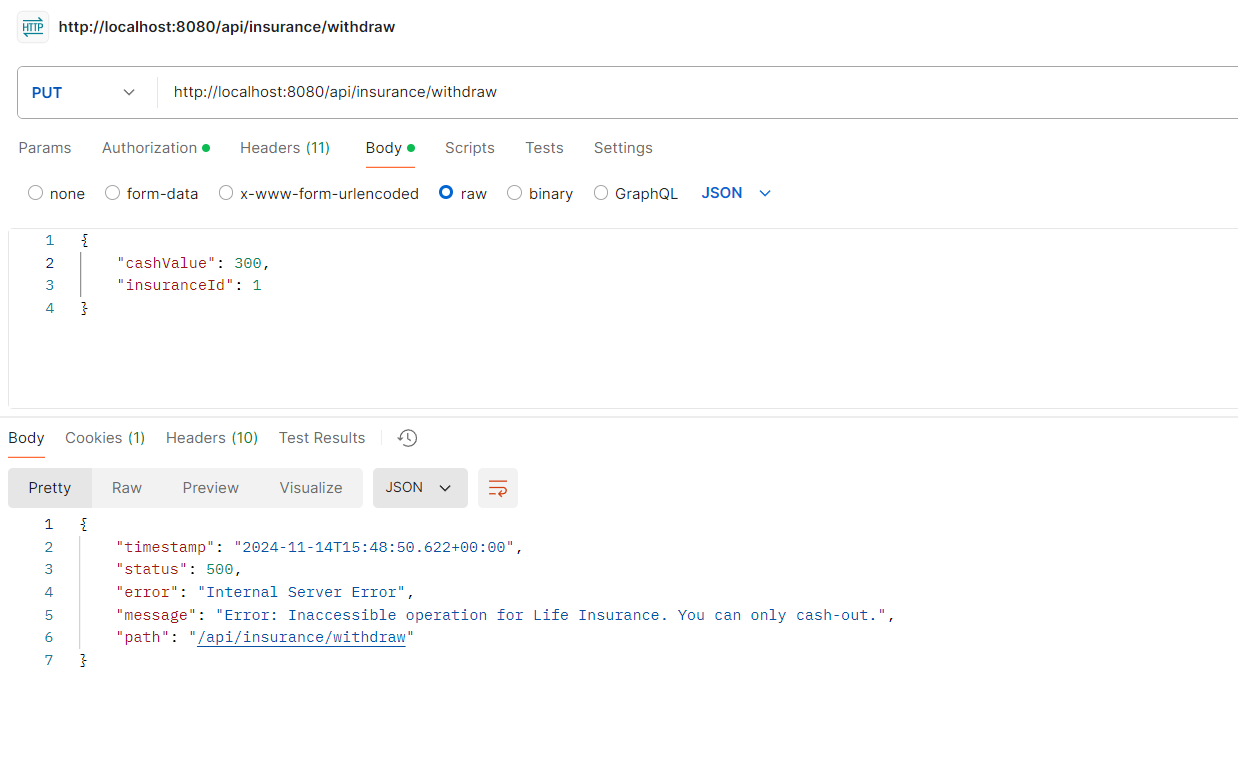 HTTP http://localhost:8080/api/insurance/withdraw
PUT http://localhost:8080/api/insurance/withdraw
Params Authorization Headers (11) Body Scripts Tests Settings
none form-data x-www-form-urlencoded raw binary GraphQL JSON
1 {
2 "cashValue": 300,
3 "insuranceId": 1
4 }
Body Cookies (1) Headers (10) Test Results
Pretty Raw Preview Visualize JSON
1 {
2 "timestamp": "2024-11-14T15:48:50.622+00:00",
3 "status": 500,
4 "error": "Internal Server Error",
5 "message": "Error: Inaccessible operation for Life Insurance. You can only cash-out.",
6 "path": "/api/insurance/withdraw"
7 }